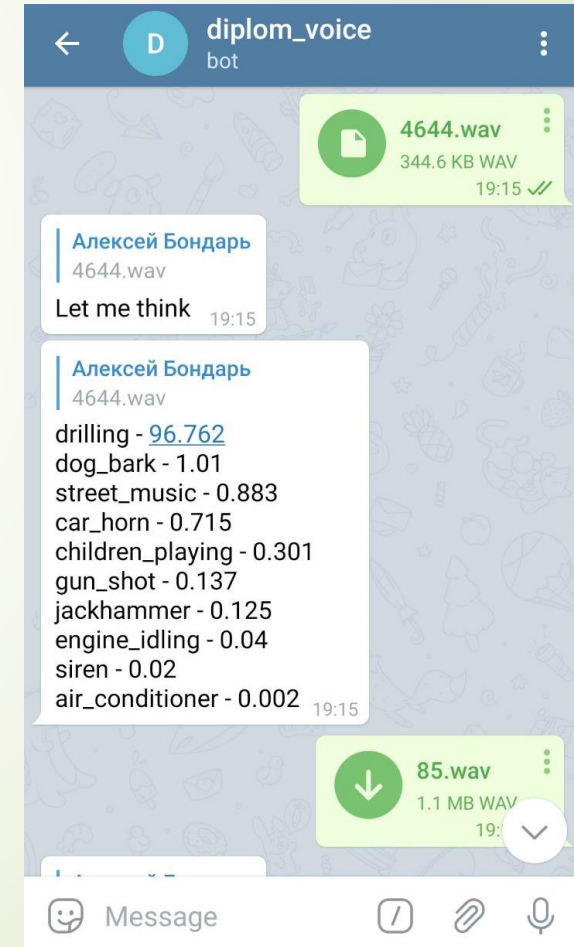 D
diplom_voice
bot
4644.wav
344.6 KB WAV
19:15
Алексей Бондарь
4644.wav
Let me think 19:15
Алексей Бондарь
4644.wav
drilling - 96.762
dog_bark - 1.01
street_music - 0.883
car_horn - 0.715
children_playing - 0.301
gun_shot - 0.137
jackhammer - 0.125
engine_idling - 0.04
siren - 0.02
air_conditioner - 0.002 19:15
85.wav
1.1 MB WAV
19:
Message